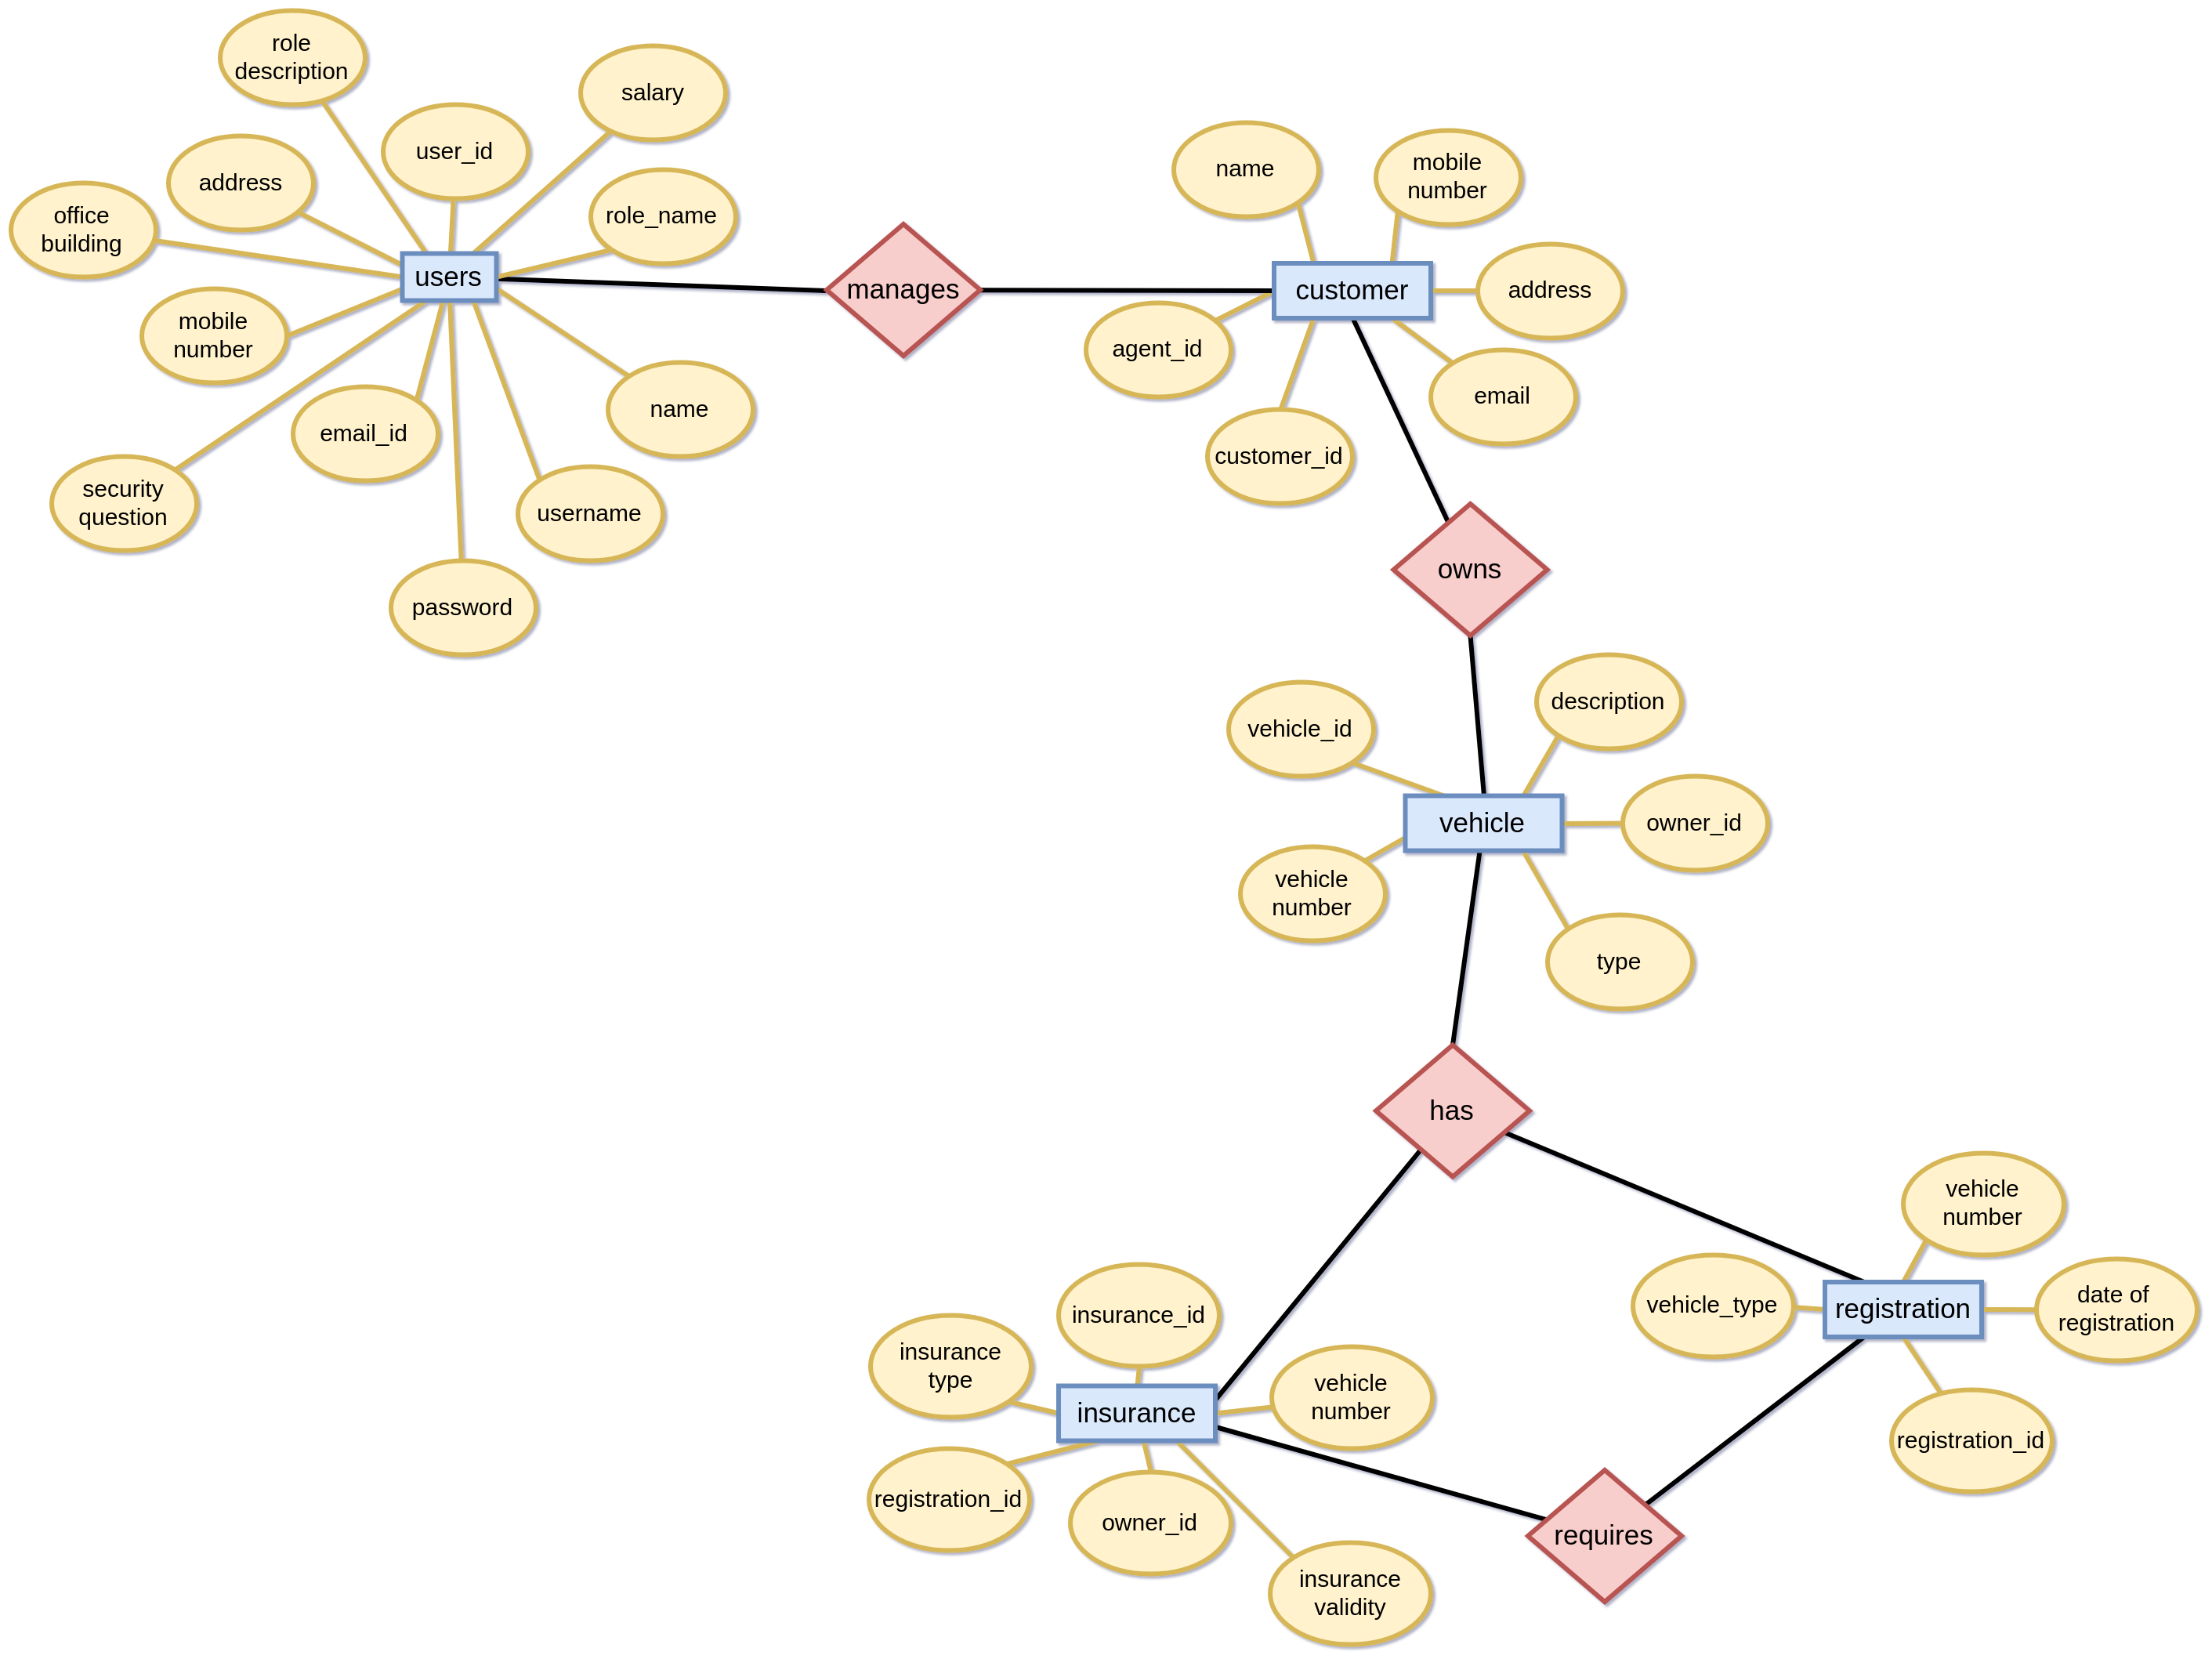 role
description
salary
user_id
address
role_name
office
building
users
mobile
number
email_id
name
security
question
username
password
manages
name
mobile
number
customer
address
agent_id
email
customer_id
owns
description
vehicle_id
vehicle
owner_id
vehicle
number
type
has
vehicle
number
vehicle_type
registration
date of
registration
registration_id
insurance_id
insurance
type
insurance
vehicle
number
registration_id
owner_id
insurance
validity
requires